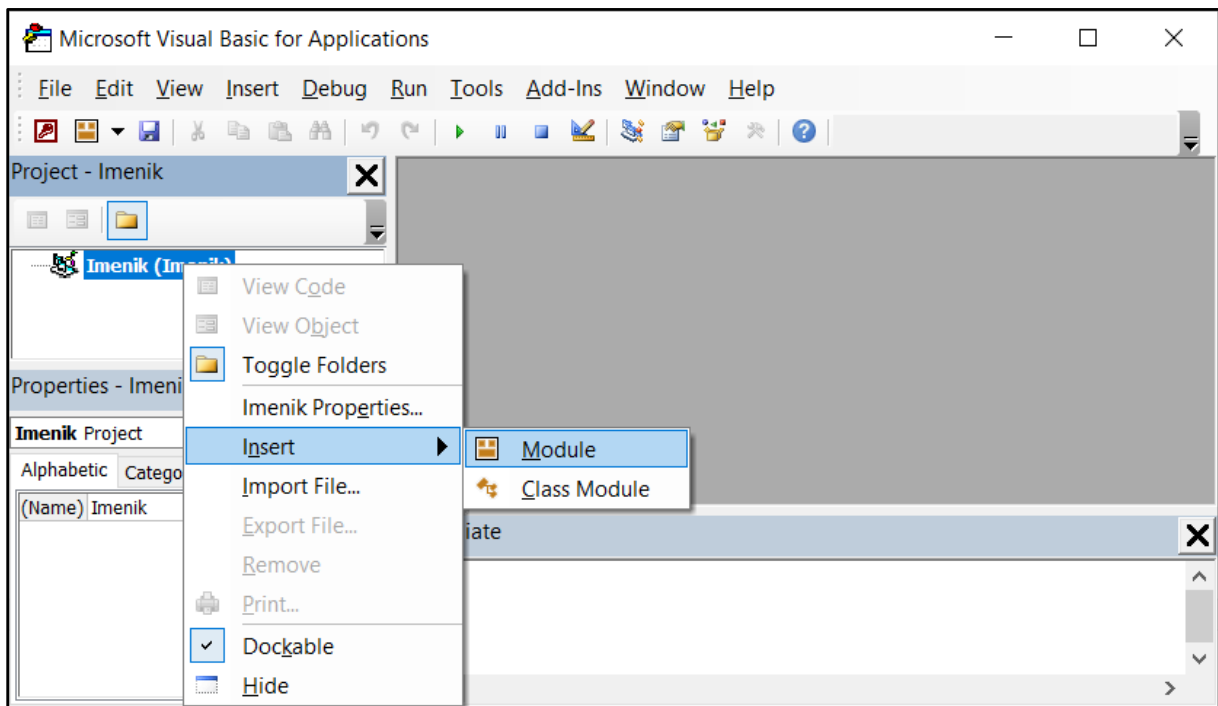 Microsoft Visual Basic for Applications
File Edit View Insert Debug Run Tools Add-Ins Window Help
Project - Imenik
Imenik (Imenik)
View Code
View Object
Toggle Folders
Properties - Imeni
Imenik Properties...
Imenik Project
Insert
Module
Alphabetic Catego
Import File...
Class Module
(Name) Imenik
Export File...
iate
Remove
Print...
Dockable
Hide